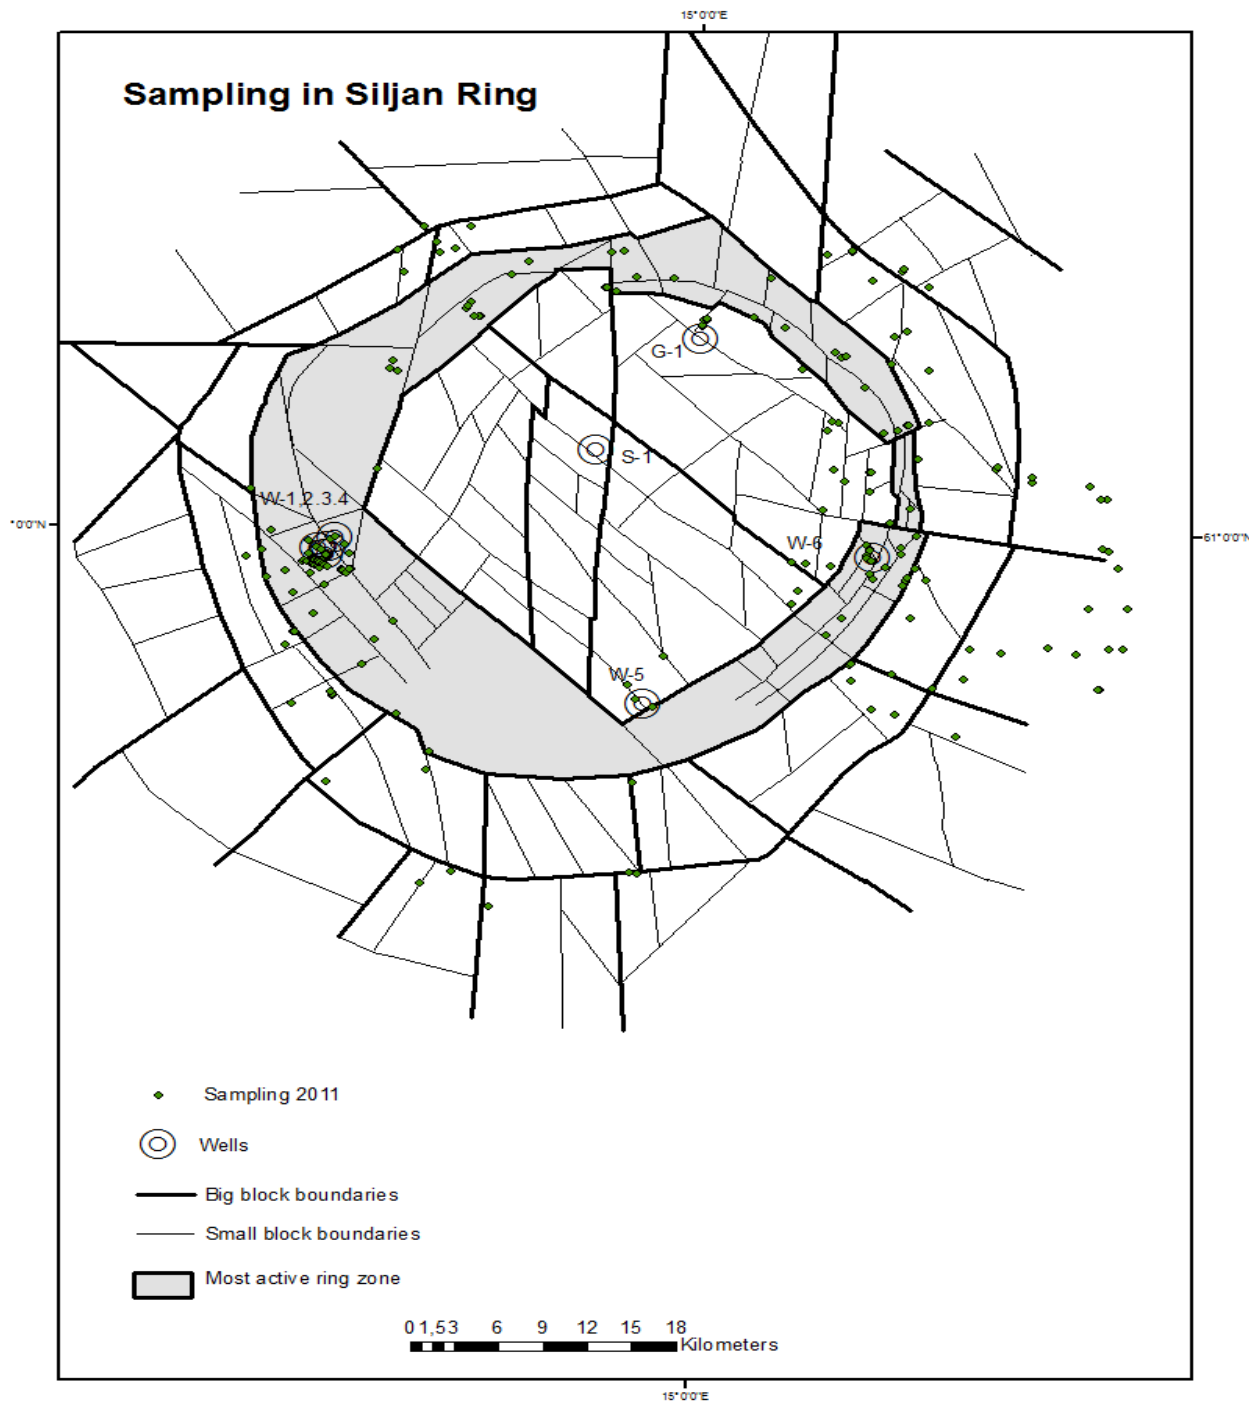 15° 0'0"E
Sampling in Siljan Ring
G-1
S-1
W-1,2.3.4
°0'0"N
61° 0'0"N
W-6
W-5
Sampling 2011
Wells
Big block boundaries
Small block boundaries
Most active ring zone
0 1,5 3 6 9 12 15 18
Kilometers
15° 0'0"E